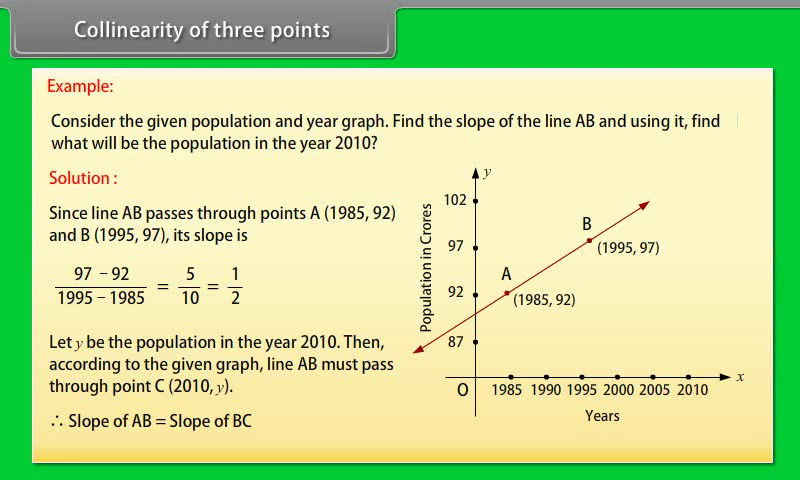 Collinearity of three points
Example:
Consider the given population and year graph. Find the slope of the line AB and using it, find
what will be the population in the year 2010?
Solution :
Since line AB passes through points A (1985, 92)
and B (1995, 97), its slope is
97 − 92
1995 − 1985
=
5
10
=
1
2
Let y be the population in the year 2010. Then,
according to the given graph, line AB must pass
through point C (2010, y).
∴ Slope of AB = Slope of BC
y
Population in Crores
102
97
92
87
B
(1995, 97)
A
(1985, 92)
O
x
1985 1990 1995 2000 2005 2010
Years